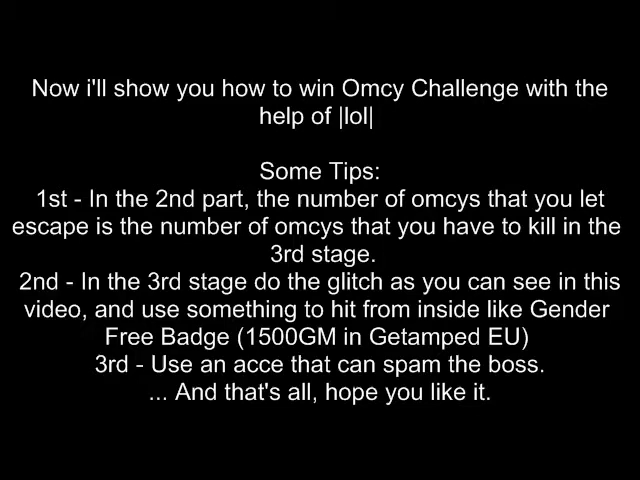 Now i'll show you how to win Omcy Challenge with the
help of |lol|
Some Tips:
1st - In the 2nd part, the number of omcys that you let
escape is the number of omcys that you have to kill in the
3rd stage.
2nd - In the 3rd stage do the glitch as you can see in this
video, and use something to hit from inside like Gender
Free Badge (1500GM in Getamped EU)
3rd - Use an acce that can spam the boss.
... And that's all, hope you like it.